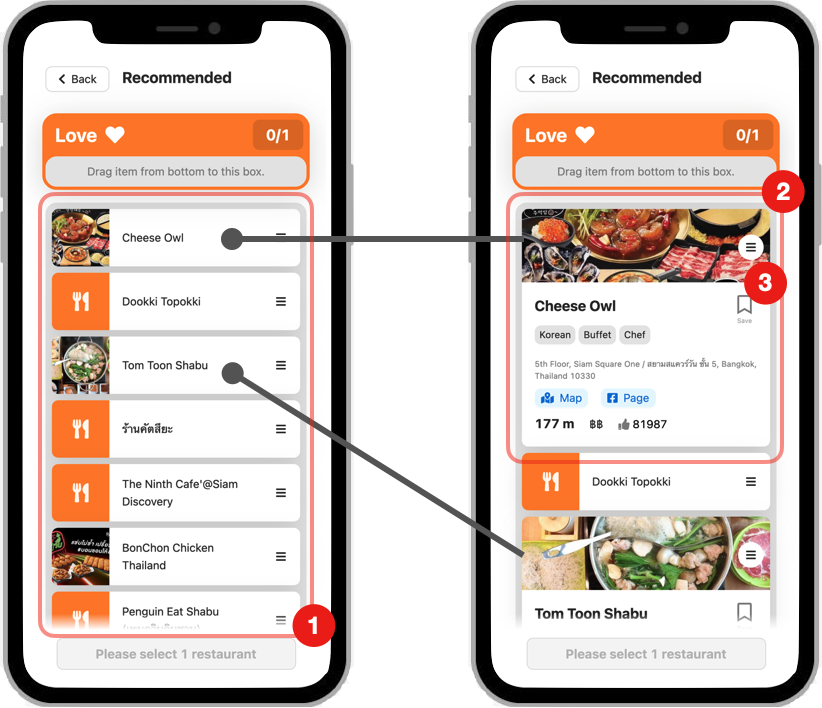 Back
Recommended
Love
0/1
Drag item from bottom to this box.
Cheese Owl
Dookki Topokki
Tom Toon Shabu
ร้านคัตสึยะ
The Ninth Cafe'@Siam
Discovery
BonChon Chicken
Thailand
Penguin Eat Shabu
1
Please select 1 restaurant
Back
Recommended
Love
0/1
Drag item from bottom to this box.
2
3
Cheese Owl
Save
Korean
Buffet
Chef
5th Floor, Siam Square One / สยามสแควร์วัน ชั้น 5, Bangkok,
Thailand 10330
Map
Page
177 m
฿฿
81987
Dookki Topokki
Tom Toon Shabu
Please select 1 restaurant